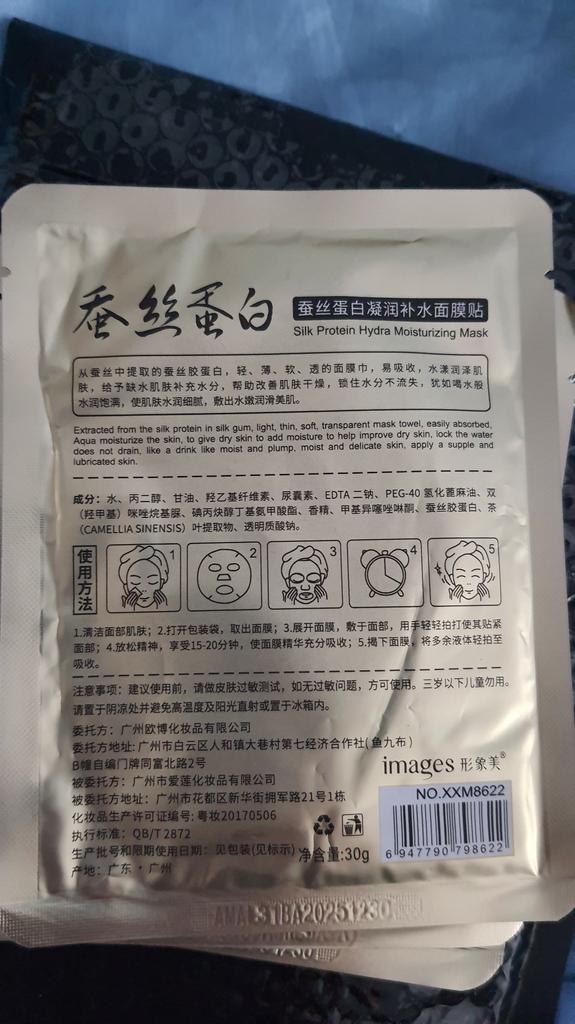 蚕丝蛋白
蚕丝蛋白凝润补水面膜贴
Silk Protein Hydra Moisturizing Mask
从蚕丝中提取的蚕丝胶蛋白，轻、薄、软、透的面膜巾，易吸收，水漾润泽肌
肤，给予缺水肌肤补充水分，帮助改善肌肤干燥，锁住水分不流失，犹如喝水般
水润饱满，使肌肤水润细腻，敷出水嫩润滑美肌。
Extracted from the silk protein in silk gum, light, thin, soft, transparent mask towel, easily absorbed,
Aqua moisturize the skin, to give dry skin to add moisture to help improve dry skin, lock the water
does not drain, like a drink like moist and plump, moist and delicate skin, apply a supple and
lubricated skin.
成分：水、丙二醇、甘油、羟乙基纤维素、尿囊素、EDTA 二钠、PEG-40 氢化蓖麻油、双
（羟甲基）咪唑烷基脲、碘丙炔醇丁基氨甲酸酯、香精、甲基异噻唑啉酮、蚕丝胶蛋白、茶
（CAMELLIA SINENSIS）叶提取物、透明质酸钠。
使用方法
1
2
3
4
5
1.清洁面部肌肤；2.打开包装袋，取出面膜；3.展开面膜，敷于面部，用手轻轻拍打使其贴紧
面部；4.放松精神，享受15-20分钟，使面膜精华充分吸收；5.揭下面膜，将多余液体轻拍至
吸收。
注意事项：建议使用前，请做皮肤过敏测试，如无过敏问题，方可使用。三岁以下儿童勿用。
请置于阴凉处并避免高温度及阳光直射或置于冰箱内。
委托方：广州欧博化妆品有限公司
委托方地址：广州市白云区人和镇大巷村第七经济合作社(鱼九布)
B幢自编门牌同富北路2号
被委托方：广州市爱莲化妆品有限公司
被委托方地址：广州市花都区新华街拥军路21号1栋
化妆品生产许可证编号：粤妆20170506
执行标准：QB/T 2872
生产批号和限期使用日期：见包装(见标示)
净含量:30g
产地：广东·广州
images 形象美®
NO.XXM8622
6 947790 798622
31BA20251230